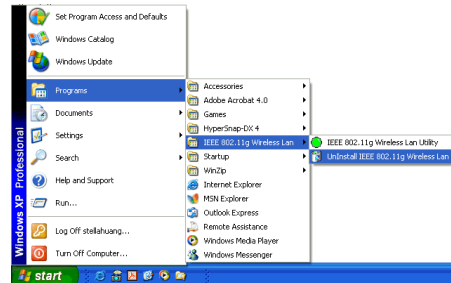 Set Program Access and Defaults
Windows Catalog
Windows Update
Programs
Documents
Settings
Search
Help and Support
Run...
Log Off stellahuang...
Turn Off Computer...
Windows XP Professional
start
Accessories
Adobe Acrobat 4.0
Games
HyperSnap-DX 4
IEEE 802.11g Wireless Lan
Startup
WinZip
Internet Explorer
MSN Explorer
Outlook Express
Remote Assistance
Windows Media Player
Windows Messenger
IEEE 802.11g Wireless Lan Utility
UnInstall IEEE 802.11g Wireless Lan